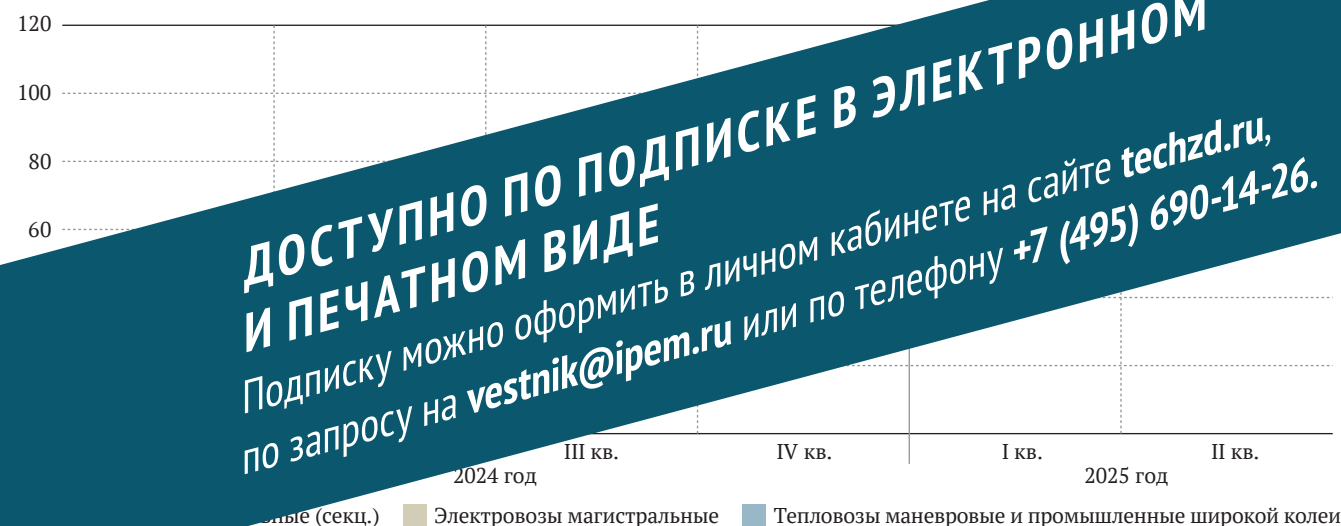 120
100
80
60
ДОСТУПНО ПО ПОДПИСКЕ В ЭЛЕКТРОННОМ
И ПЕЧАТНОМ ВИДЕ
Подписку можно оформить в личном кабинете на сайте techzd.ru,
по запросу на vestnik@ipem.ru или по телефону +7 (495) 690-14-26.
III кв. IV кв. I кв. II кв.
2024 год 2025 год
(секц.) Электровозы магистральные Тепловозы маневровые и промышленные широкой